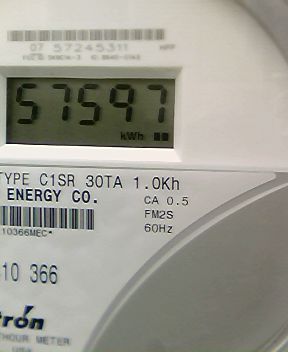 07 57245311
57597
kWh
TYPE C1SR 30TA 1.0Kh
ENERGY CO. CA 0.5
FM2S
10366MEC* 60Hz
10 366
tron
HOUR METER
USA